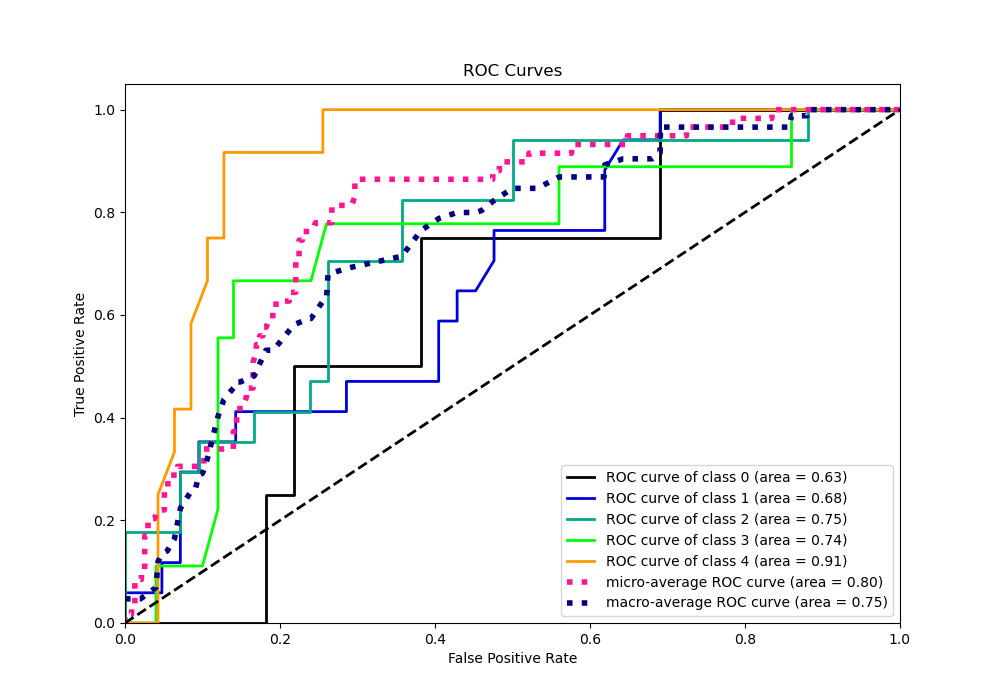 ROC Curves
True Positive Rate
1.0
0.8
0.6
0.4
0.2
0.0
0.0 0.2 0.4 0.6 0.8 1.0
False Positive Rate
ROC curve of class 0 (area = 0.63)
ROC curve of class 1 (area = 0.68)
ROC curve of class 2 (area = 0.75)
ROC curve of class 3 (area = 0.74)
ROC curve of class 4 (area = 0.91)
micro-average ROC curve (area = 0.80)
macro-average ROC curve (area = 0.75)